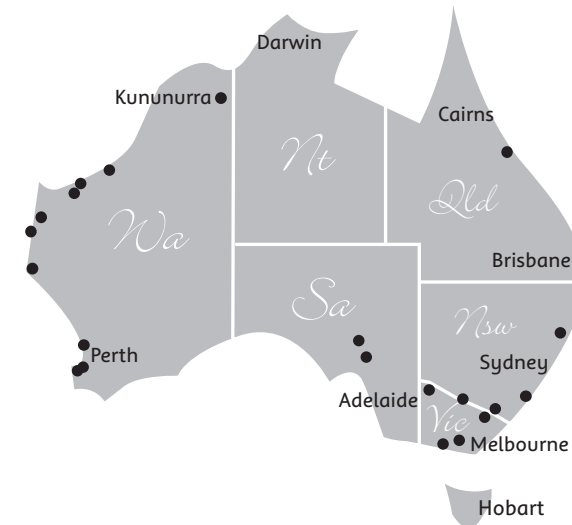 Darwin
Kununurra
Cairns
Nt
Qld
Wa
Brisbane
Sa
Nsw
Perth
Sydney
Adelaide
Vic
Melbourne
Hobart